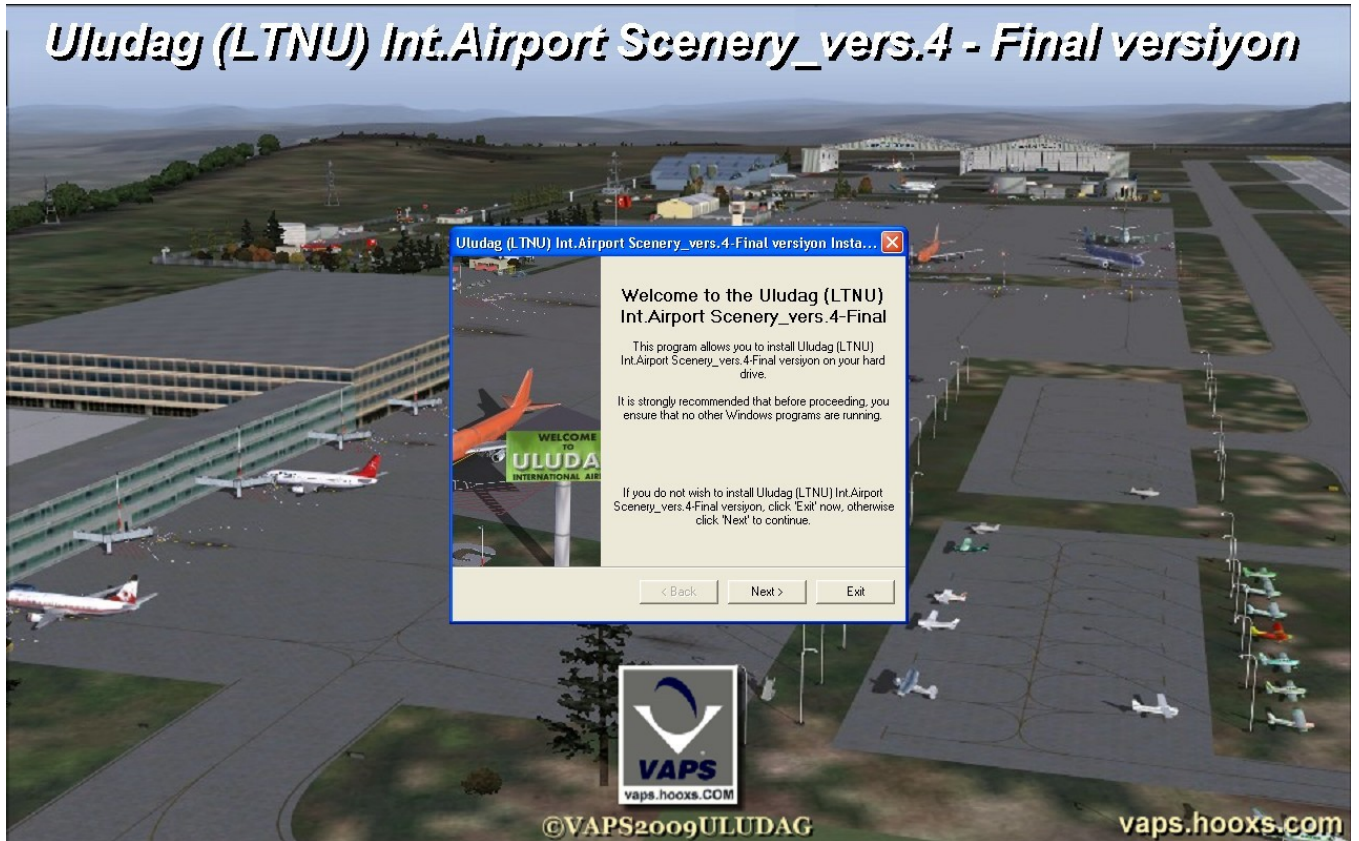 Uludag (LTNU) Int.Airport Scenery_vers.4 - Final versiyon
Uludag (LTNU) Int.Airport Scenery_vers.4-Final versiyon Insta...
Welcome to the Uludag (LTNU)
Int.Airport Scenery_vers.4-Final
This program allows you to install Uludag (LTNU)
Int.Airport Scenery_vers.4-Final versiyon on your hard
drive.
It is strongly recommended that before proceeding, you
ensure that no other Windows programs are running.
WELCOME
TO
ULUDA
INTERNATIONAL AIR
If you do not wish to install Uludag (LTNU) Int.Airport
Scenery_vers.4-Final versiyon, click 'Exit' now, otherwise
click 'Next' to continue.
< Back
Next >
Exit
VAPS
vaps.hooxs.COM
©VAPS2009ULUDAG
vaps.hooxs.com